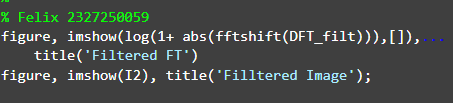 %
% Felix 2327250059
figure, imshow(log(1+ abs(fftshift(DFT_filt))),[]),...
title('Filtered FT')
figure, imshow(I2), title('Filltered Image');